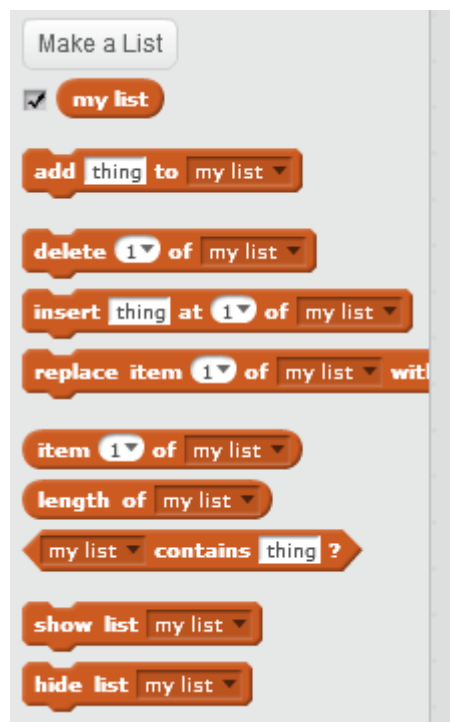 Make a List
my list
add thing to my list
delete 1 of my list
insert thing at 1 of my list
replace item 1 of my list with
item 1 of my list
length of my list
my list contains thing ?
show list my list
hide list my list